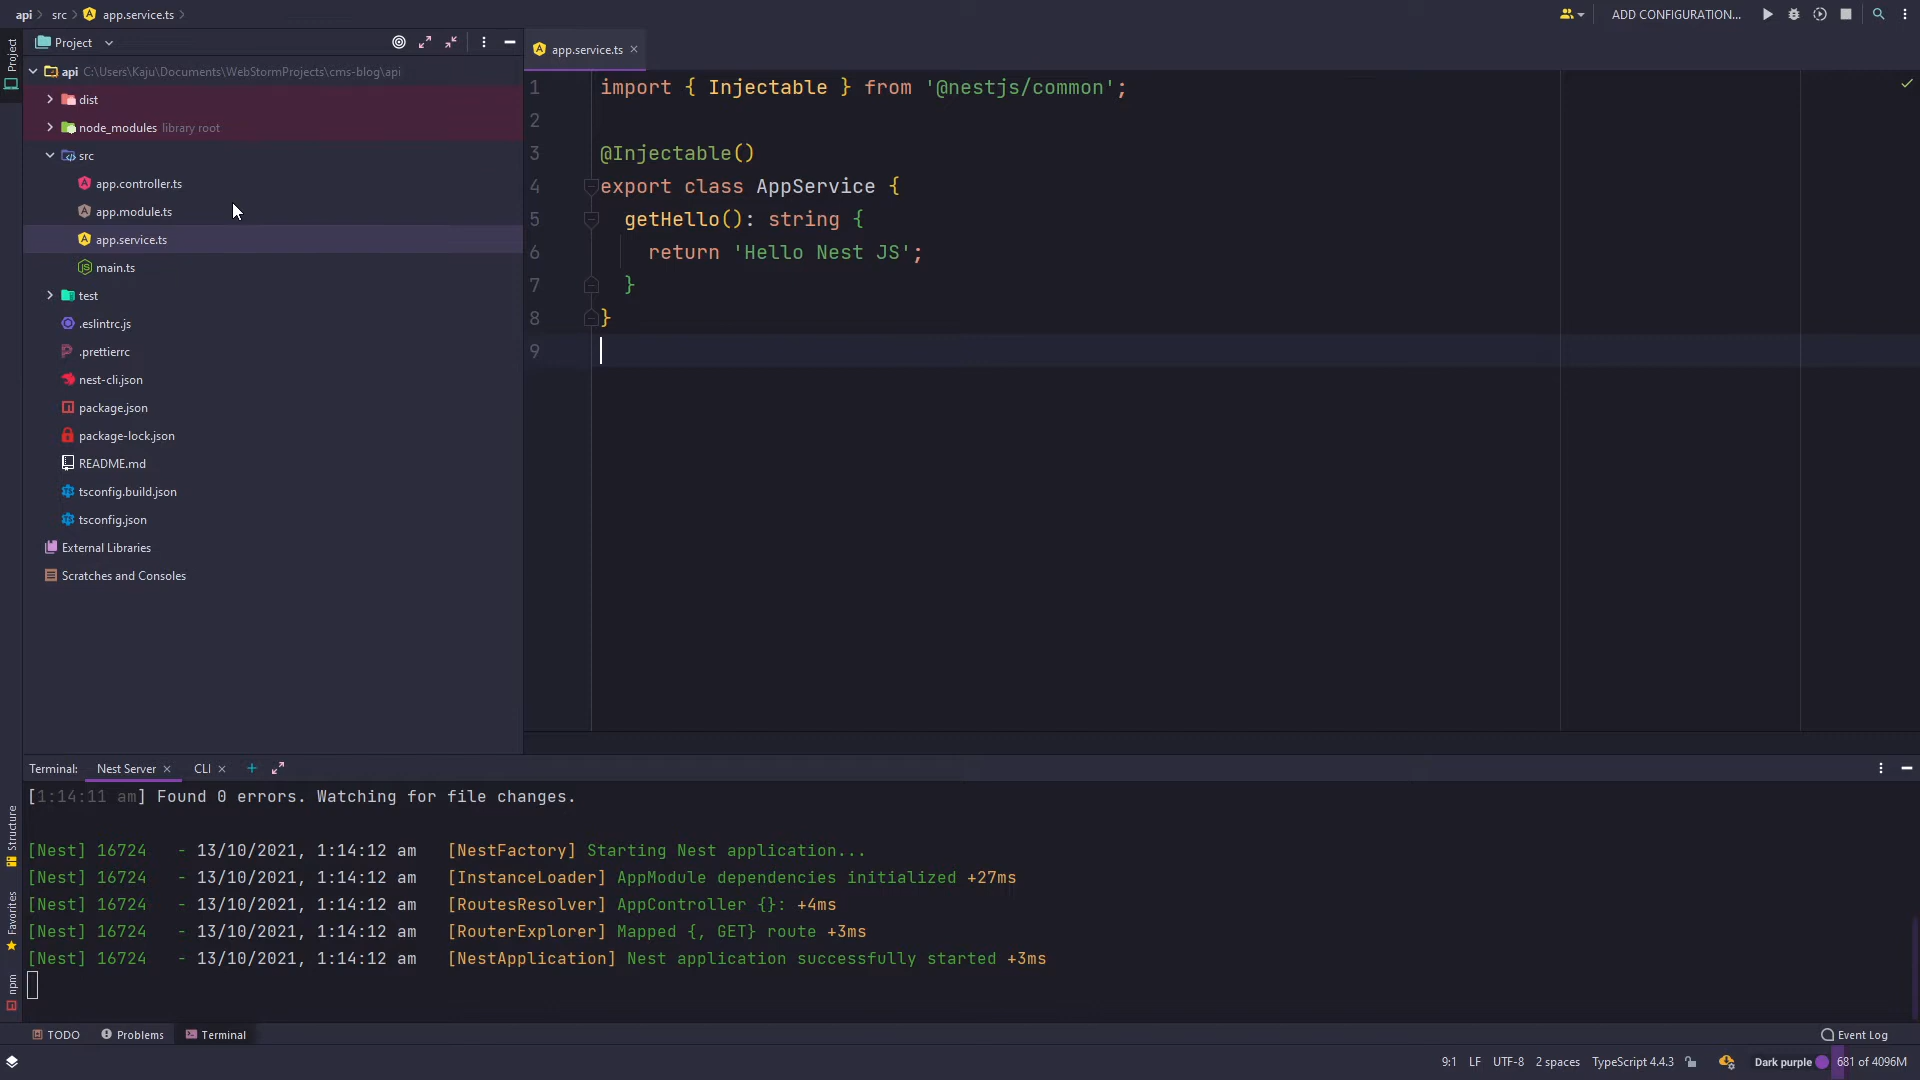 api src app.service.ts
ADD CONFIGURATION...
Project
Project
app.service.ts
api C:\Users\Kaju\Documents\WebStormProjects\cms-blog\api
dist
node_modules library root
src
app.controller.ts
app.module.ts
app.service.ts
main.ts
test
.eslintrc.js
.prettierrc
nest-cli.json
package.json
package-lock.json
README.md
tsconfig.build.json
tsconfig.json
External Libraries
Scratches and Consoles
1 import { Injectable } from '@nestjs/common';
2
3 @Injectable()
4 export class AppService {
5 getHello(): string {
6 return 'Hello Nest JS';
7 }
8 }
9
Terminal: Nest Server CLI
[1:14:11 am] Found 0 errors. Watching for file changes.
[Nest] 16724 - 13/10/2021, 1:14:12 am [NestFactory] Starting Nest application...
[Nest] 16724 - 13/10/2021, 1:14:12 am [InstanceLoader] AppModule dependencies initialized +27ms
[Nest] 16724 - 13/10/2021, 1:14:12 am [RoutesResolver] AppController {}: +4ms
[Nest] 16724 - 13/10/2021, 1:14:12 am [RouterExplorer] Mapped {, GET} route +3ms
[Nest] 16724 - 13/10/2021, 1:14:12 am [NestApplication] Nest application successfully started +3ms
Structure
Favorites
npm
TODO Problems Terminal
Event Log
9:1 LF UTF-8 2 spaces TypeScript 4.4.3 Dark purple 681 of 4096M